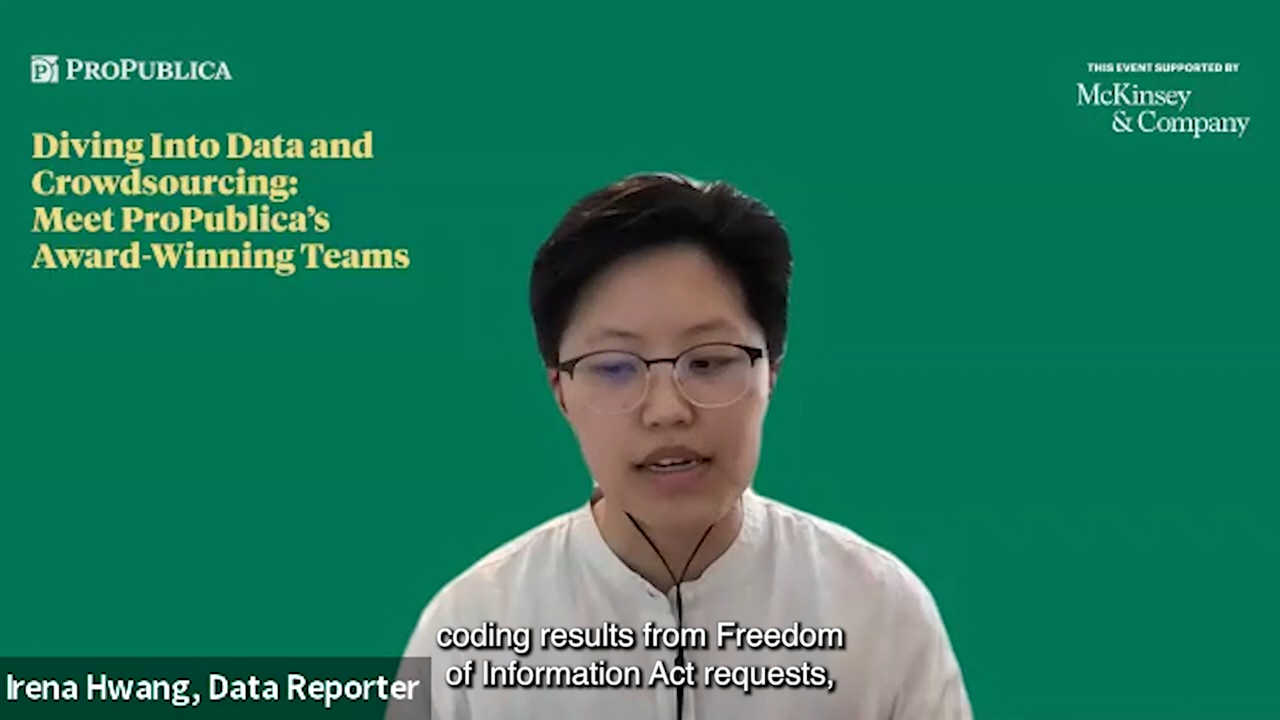 PROPUBLICA
THIS EVENT SUPPORTED BY
McKinsey
& Company
Diving Into Data and
Crowdsourcing:
Meet ProPublica's
Award-Winning Teams
coding results from Freedom
of Information Act requests,
Irena Hwang, Data Reporter